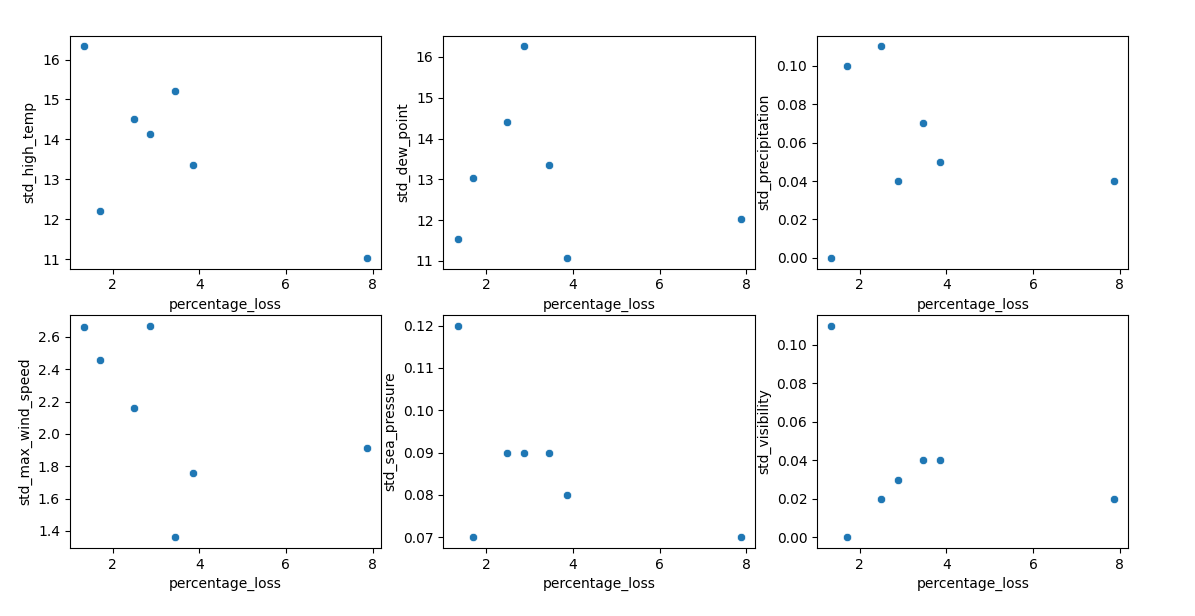 std_high_temp
16
15
14
13
12
11
2 4 6 8
percentage_loss
std_dew_point
16
15
14
13
12
11
2 4 6 8
percentage_loss
std_precipitation
0.10
0.08
0.06
0.04
0.02
0.00
2 4 6 8
percentage_loss
std_max_wind_speed
2.6
2.4
2.2
2.0
1.8
1.6
1.4
2 4 6 8
percentage_loss
std_sea_pressure
0.12
0.11
0.10
0.09
0.08
0.07
2 4 6 8
percentage_loss
std_visibility
0.10
0.08
0.06
0.04
0.02
0.00
2 4 6 8
percentage_loss